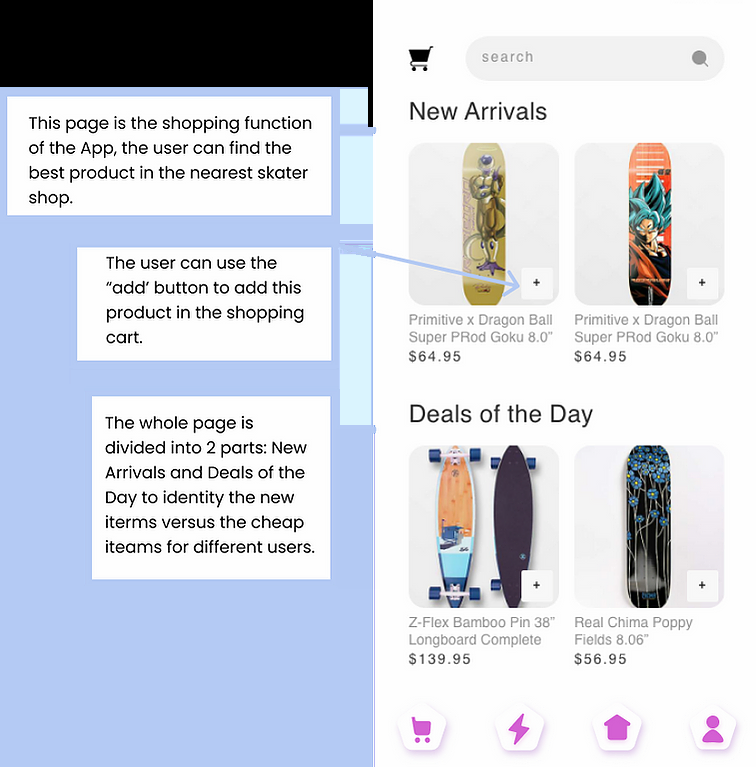 This page is the shopping function
of the App, the user can find the
best product in the nearest skater
shop.
The user can use the
“add’ button to add this
product in the shopping
cart.
The whole page is
divided into 2 parts: New
Arrivals and Deals of the
Day to identity the new
iterms versus the cheap
iteams for different users.
search
New Arrivals
+
+
Primitive x Dragon Ball
Super PRod Goku 8.0”
$64.95
Primitive x Dragon Ball
Super PRod Goku 8.0”
$64.95
Deals of the Day
+
+
Z-Flex Bamboo Pin 38”
Longboard Complete
$139.95
Real Chima Poppy
Fields 8.06”
$56.95